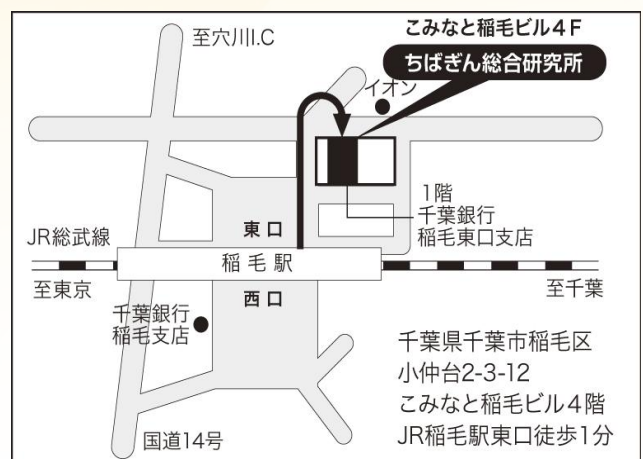 こみなと稲毛ビル4F
ちばぎん総合研究所
至穴川I.C
イオン
1階
千葉銀行
稲毛東口支店
東口
JR総武線
稲毛駅
至東京
至千葉
西口
千葉銀行
稲毛支店
国道14号
千葉県千葉市稲毛区
小仲台2-3-12
こみなと稲毛ビル4階
JR稲毛駅東口徒歩1分